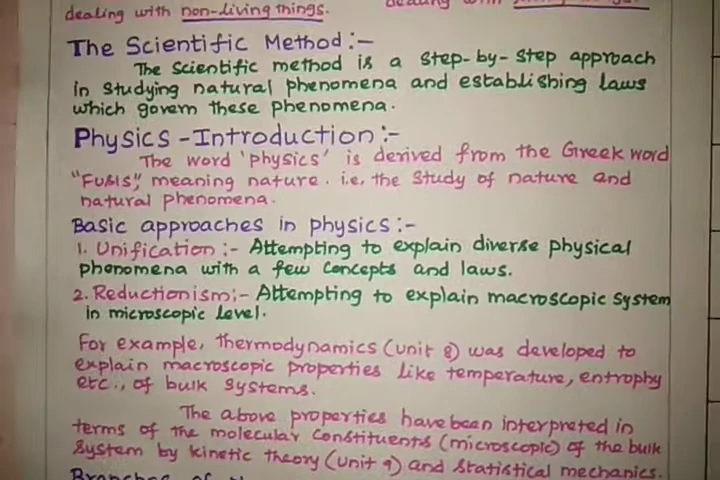 dealing with non-living things. dealing with
The Scientific Method :-
The scientific method is a step-by-step approach
in studying natural phenomena and establishing laws
which govern these phenomena.
Physics - Introduction :-
The word 'physics' is derived from the Greek word
"FUSIS", meaning nature. i.e, the study of nature and
natural phenomena.
Basic approaches in physics :-
1. Unification :- Attempting to explain diverse physical
phenomena with a few concepts and laws.
2. Reductionism :- Attempting to explain macroscopic system
in microscopic level.
For example, thermodynamics (unit 8) was developed to
explain macroscopic properties like temperature, entrophy
etc., of bulk systems.
The above properties have been interpreted in
terms of the molecular constituents (microscopic) of the bulk
system by kinetic theory (unit 9) and statistical mechanics.
Branches of